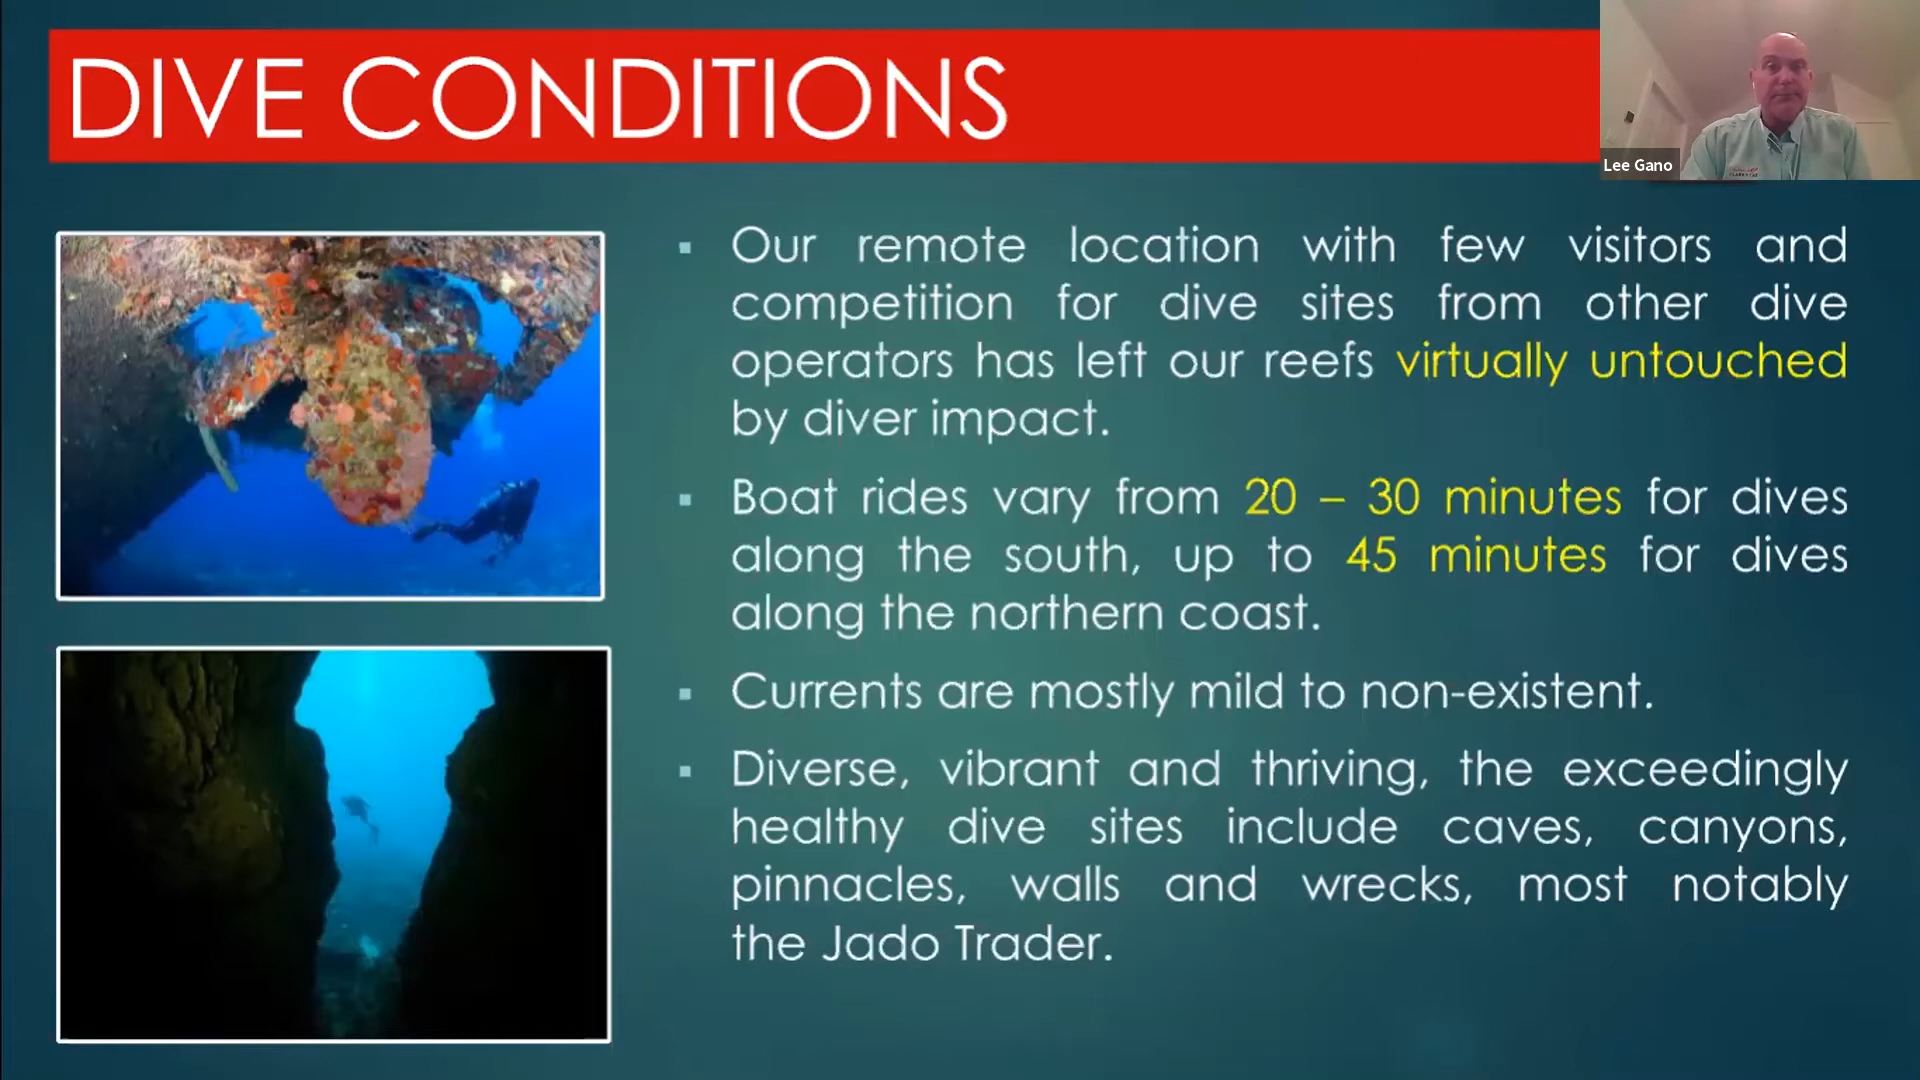 DIVE CONDITIONS
Lee Gano
Our remote location with few visitors and
competition for dive sites from other dive
operators has left our reefs virtually untouched
by diver impact.
Boat rides vary from 20 – 30 minutes for dives
along the south, up to 45 minutes for dives
along the northern coast.
Currents are mostly mild to non-existent.
Diverse, vibrant and thriving, the exceedingly
healthy dive sites include caves, canyons,
pinnacles, walls and wrecks, most notably
the Jado Trader.